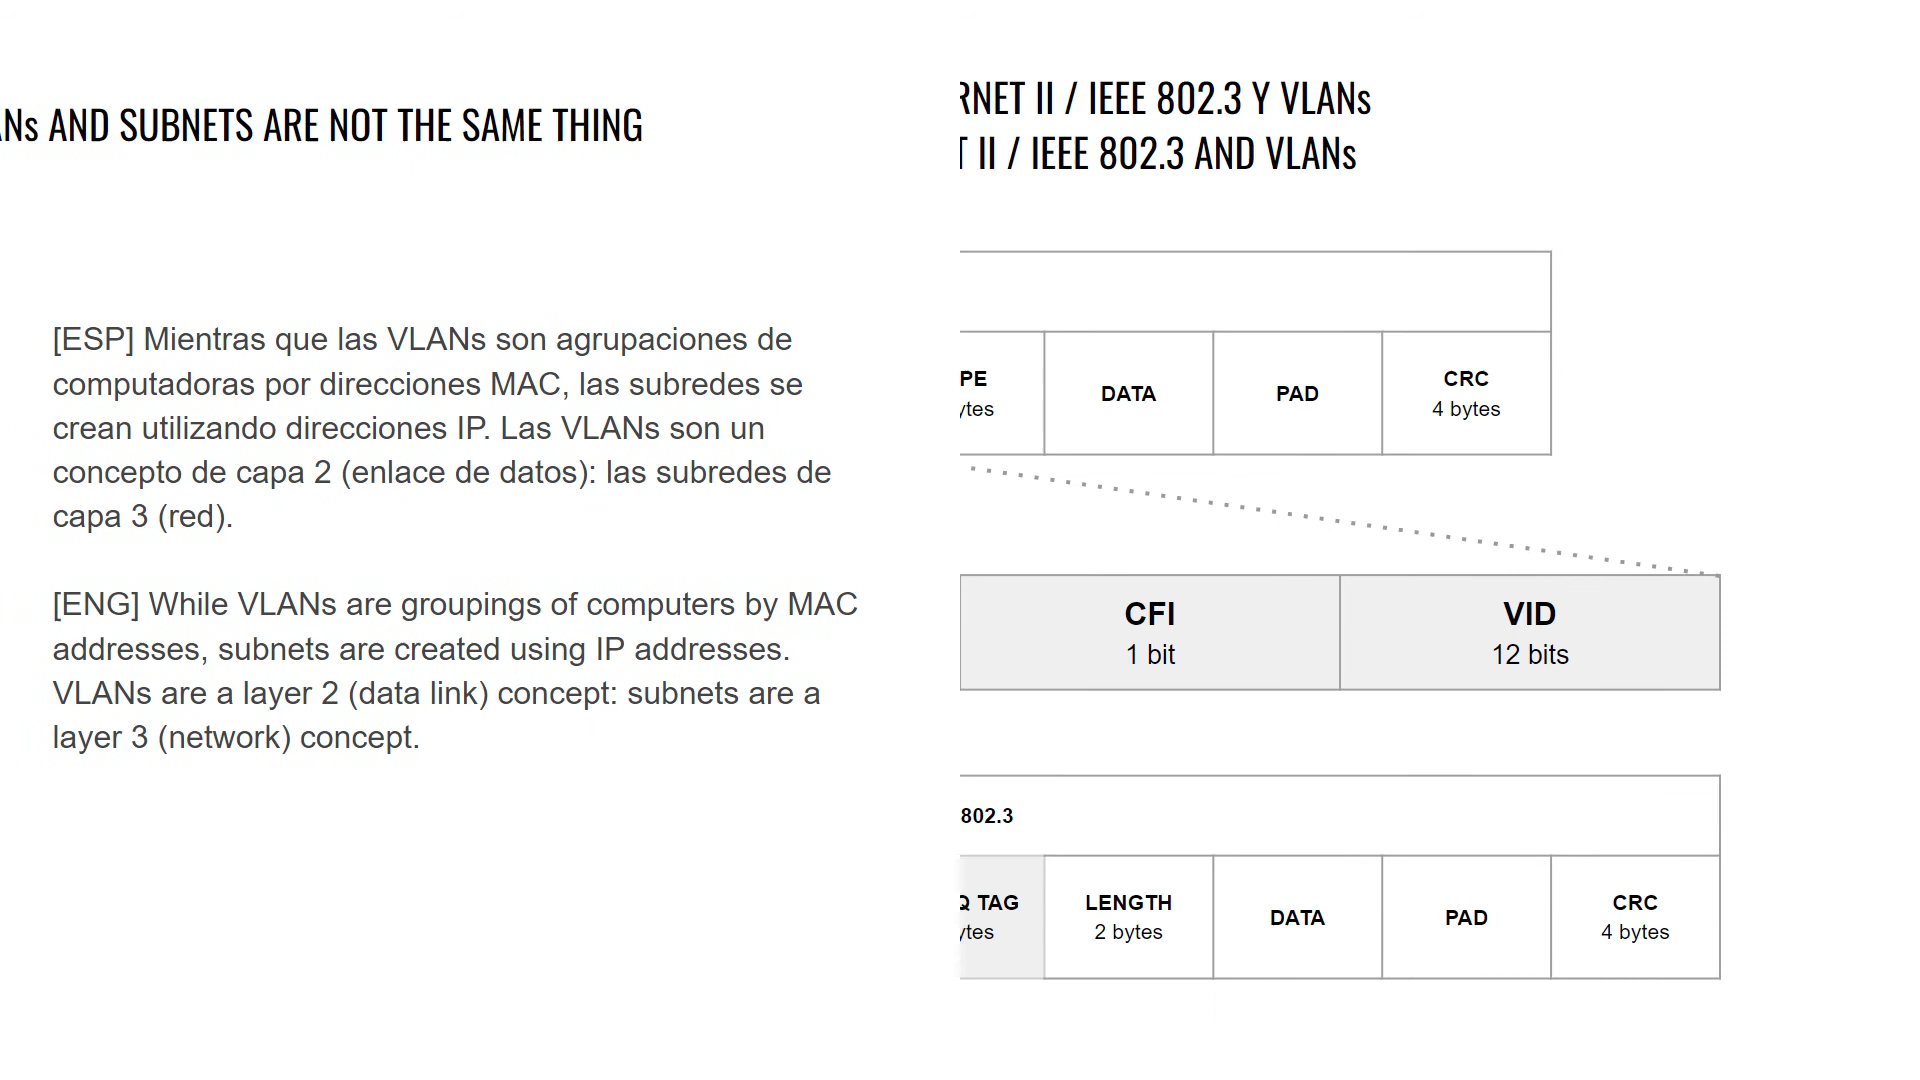 AND SUBNETS ARE NOT THE SAME THING
[ESP] Mientras que las VLANs son agrupaciones de
computadoras por direcciones MAC, las subredes se
crean utilizando direcciones IP. Las VLANs son un
concepto de capa 2 (enlace de datos): las subredes de
capa 3 (red).
[ENG] While VLANs are groupings of computers by MAC
addresses, subnets are created using IP addresses.
VLANs are a layer 2 (data link) concept: subnets are a
layer 3 (network) concept.
II / IEEE 802.3 Y VLANs
II / IEEE 802.3 AND VLANs
DATA
PAD
CRC
4 bytes
CFI
1 bit
VID
12 bits
802.3
TAG
LENGTH
2 bytes
DATA
PAD
CRC
4 bytes